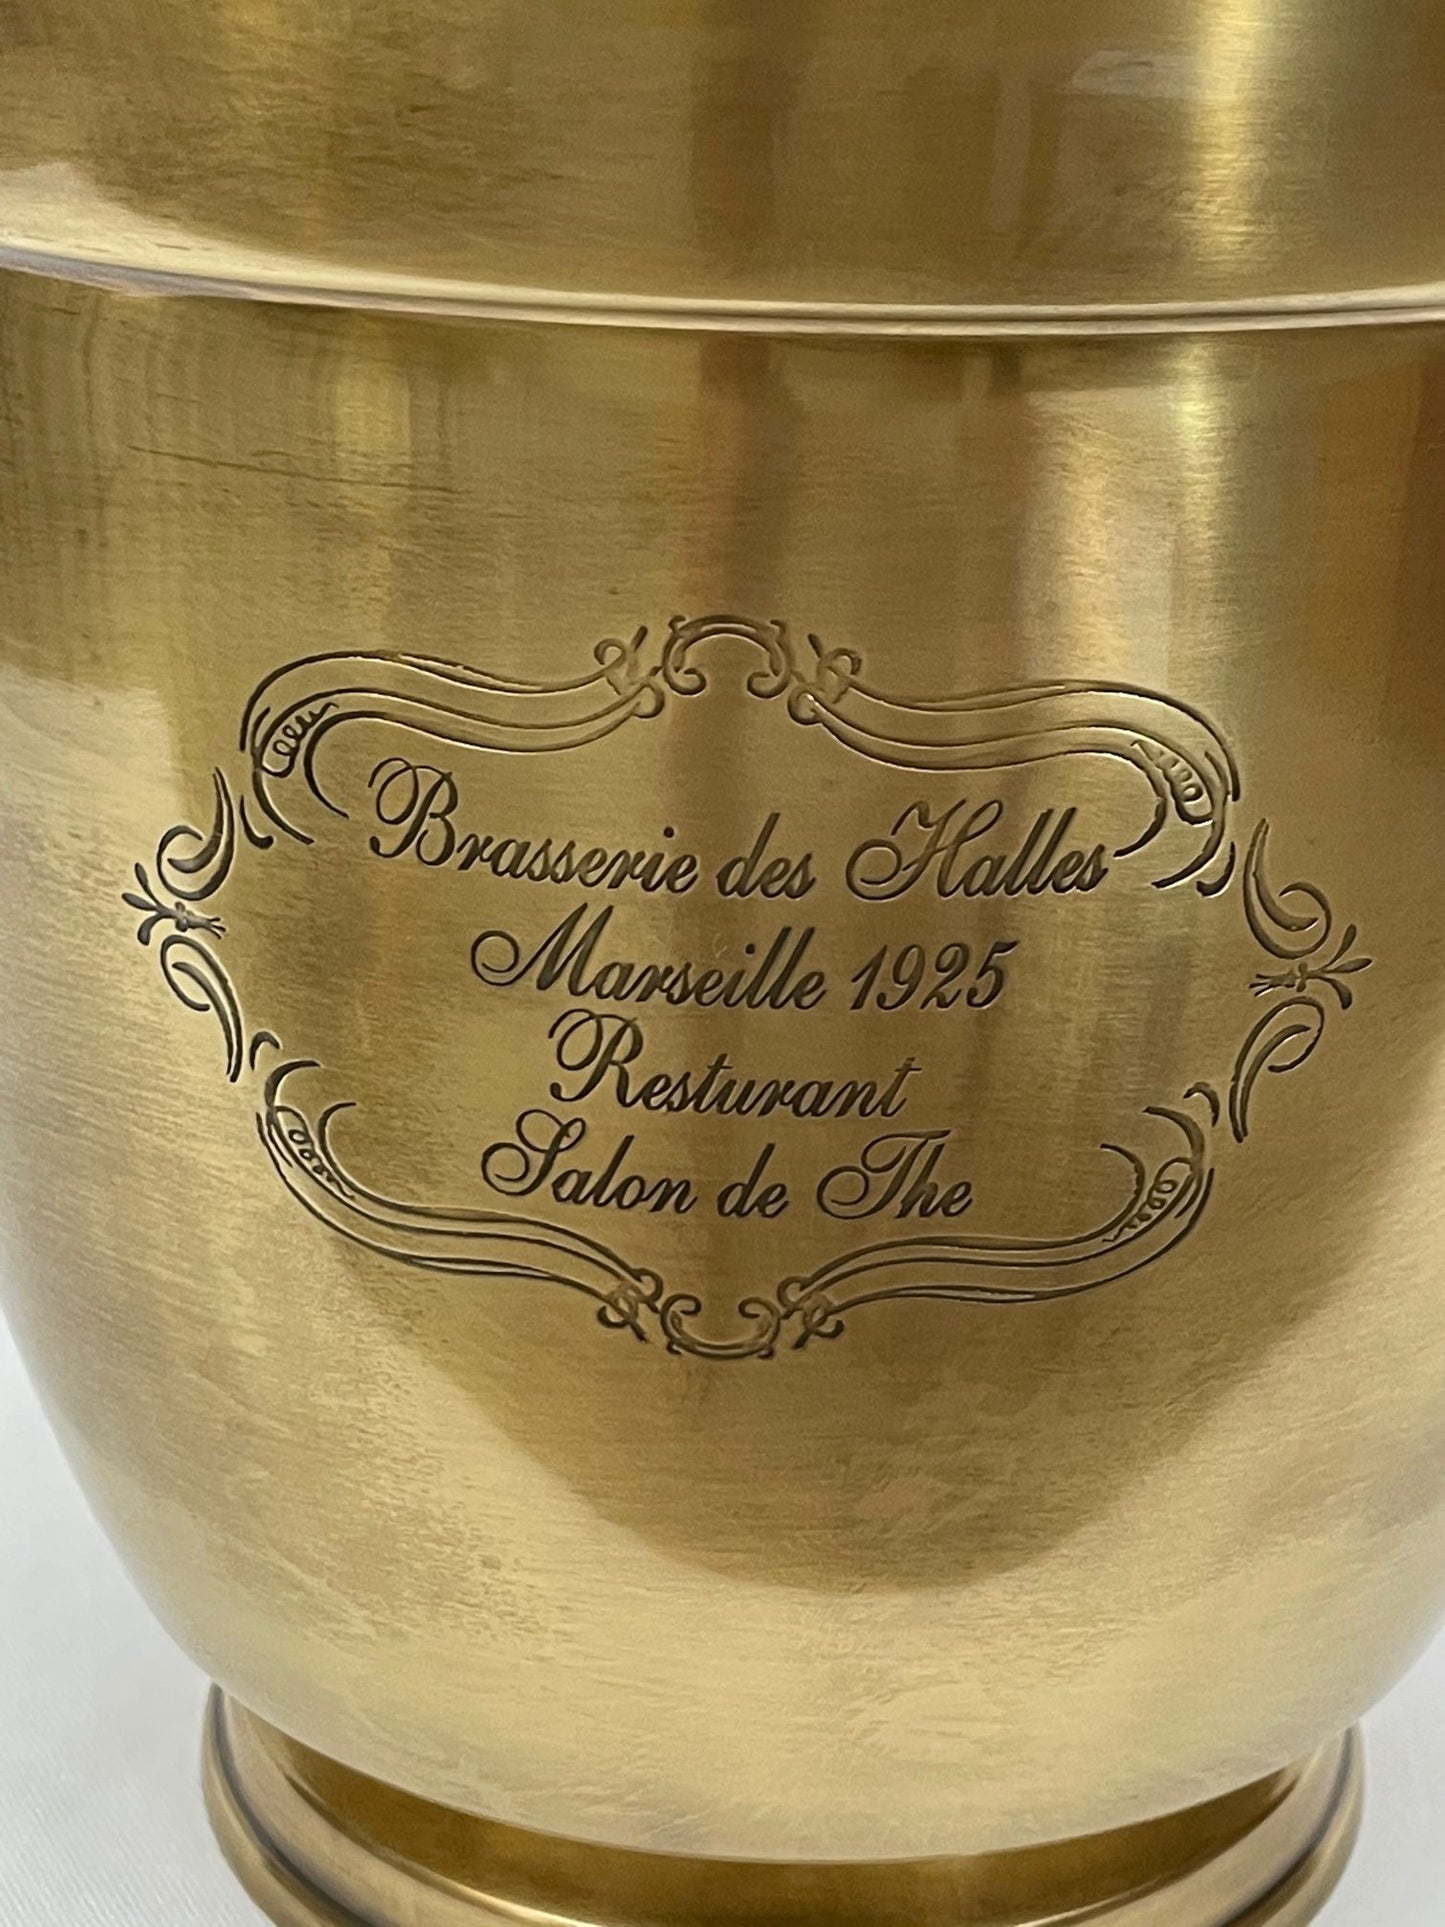 Brasserie des Halles
Marseille 1925
Resturant
Salon de The